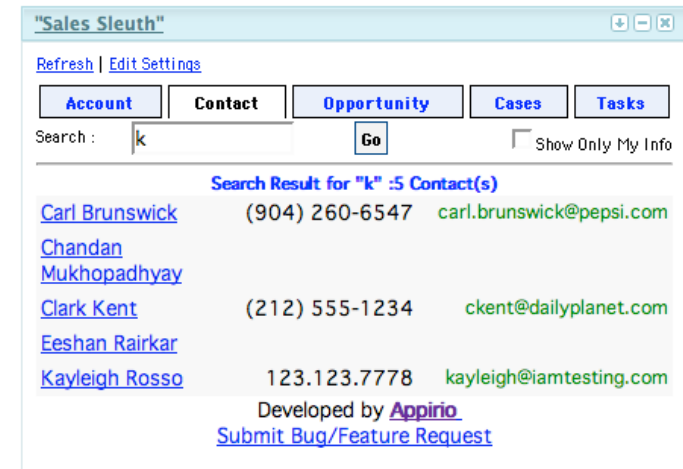 "Sales Sleuth"
Refresh | Edit Settings
Account Contact Opportunity Cases Tasks
Search : k Go Show Only My Info
Search Result for "k" :5 Contact(s)
Carl Brunswick (904) 260-6547 carl.brunswick@pepsi.com
Chandan
Mukhopadhyay
Clark Kent (212) 555-1234 ckent@dailyplanet.com
Eeshan Rairkar
Kayleigh Rosso 123.123.7778 kayleigh@iamtesting.com
Developed by Appirio
Submit Bug/Feature Request